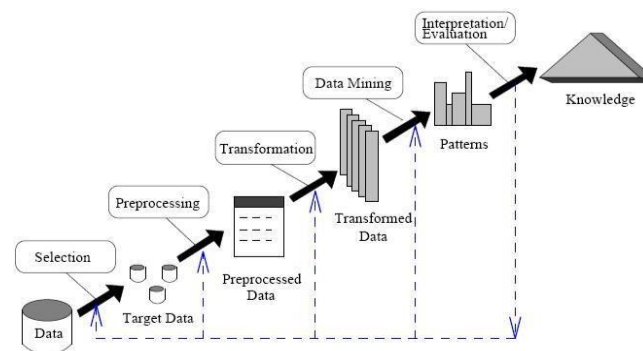 Interpretation/
Evaluation
Data Mining
Knowledge
Transformation
Patterns
Preprocessing
Transformed
Data
Selection
Preprocessed
Data
Target Data
Data